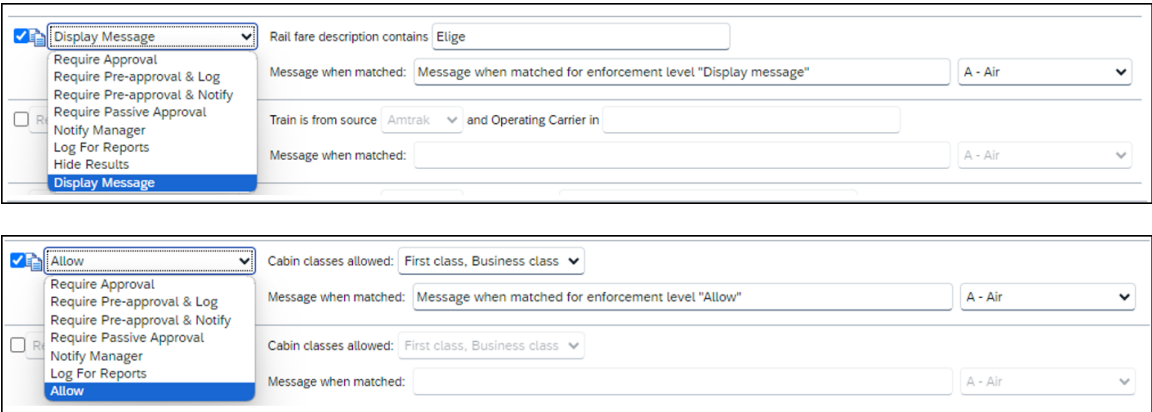 Display Message Rail fare description contains Elige
Require Approval
Require Pre-approval & Log Message when matched: Message when matched for enforcement level "Display message" A - Air
Require Pre-approval & Notify
Require Passive Approval Train is from source Amtrak and Operating Carrier in
Notify Manager
Log For Reports Message when matched: A - Air
Hide Results
Display Message
Allow Cabin classes allowed: First class, Business class
Require Approval
Require Pre-approval & Log Message when matched: Message when matched for enforcement level "Allow" A - Air
Require Pre-approval & Notify
Require Passive Approval Cabin classes allowed: First class, Business class
Notify Manager
Log For Reports Message when matched: A - Air
Allow